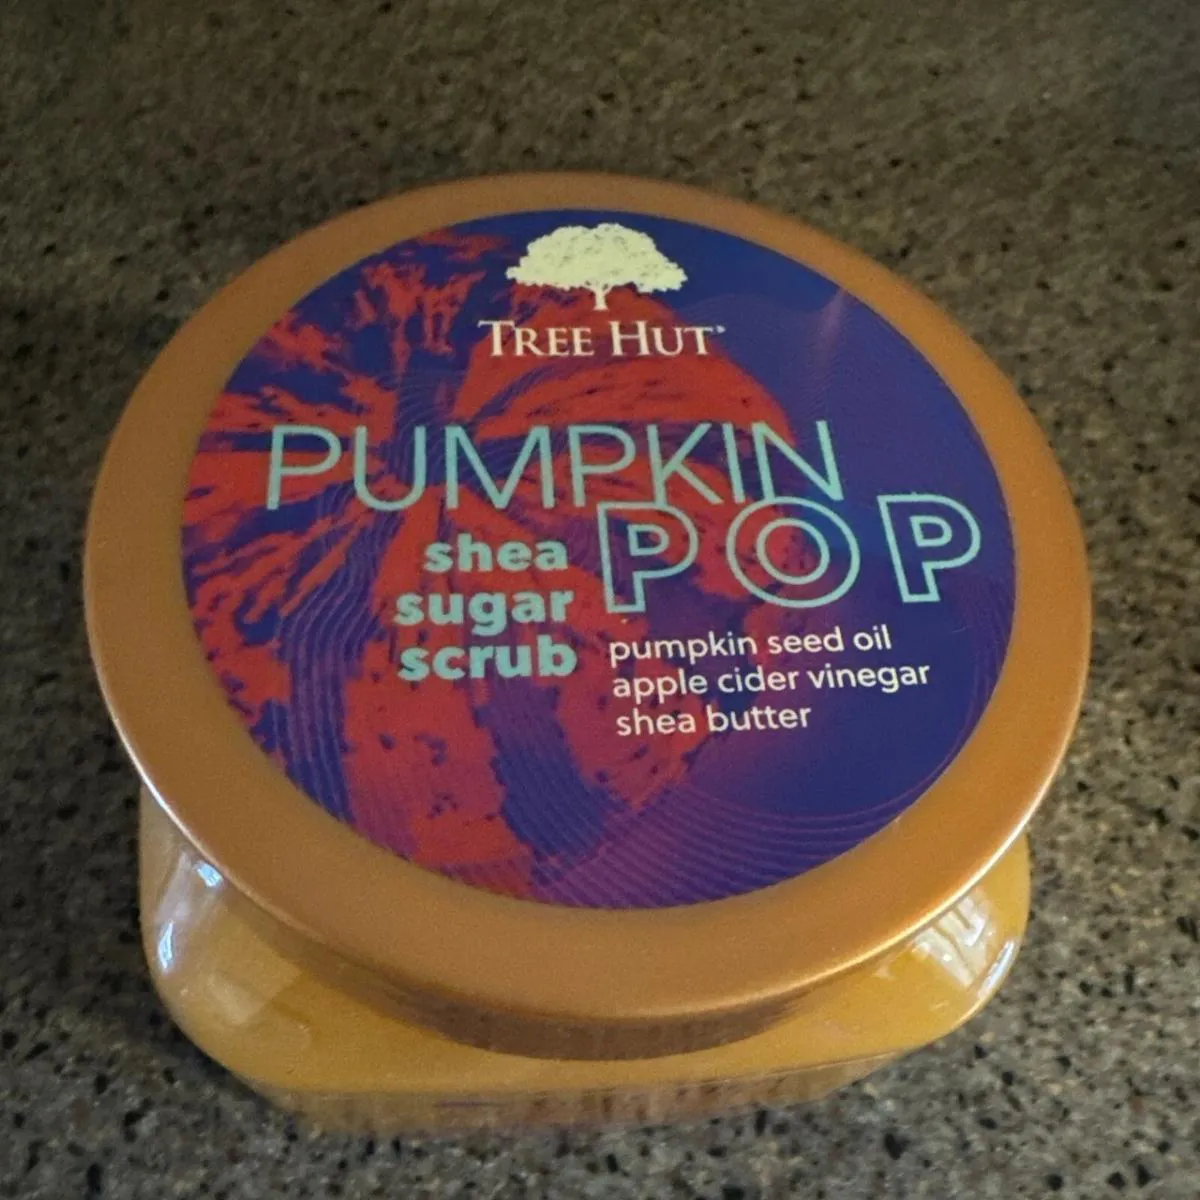 TREE HUT
PUMPKIN
POP
shea
sugar
scrub
pumpkin seed oil
apple cider vinegar
shea butter